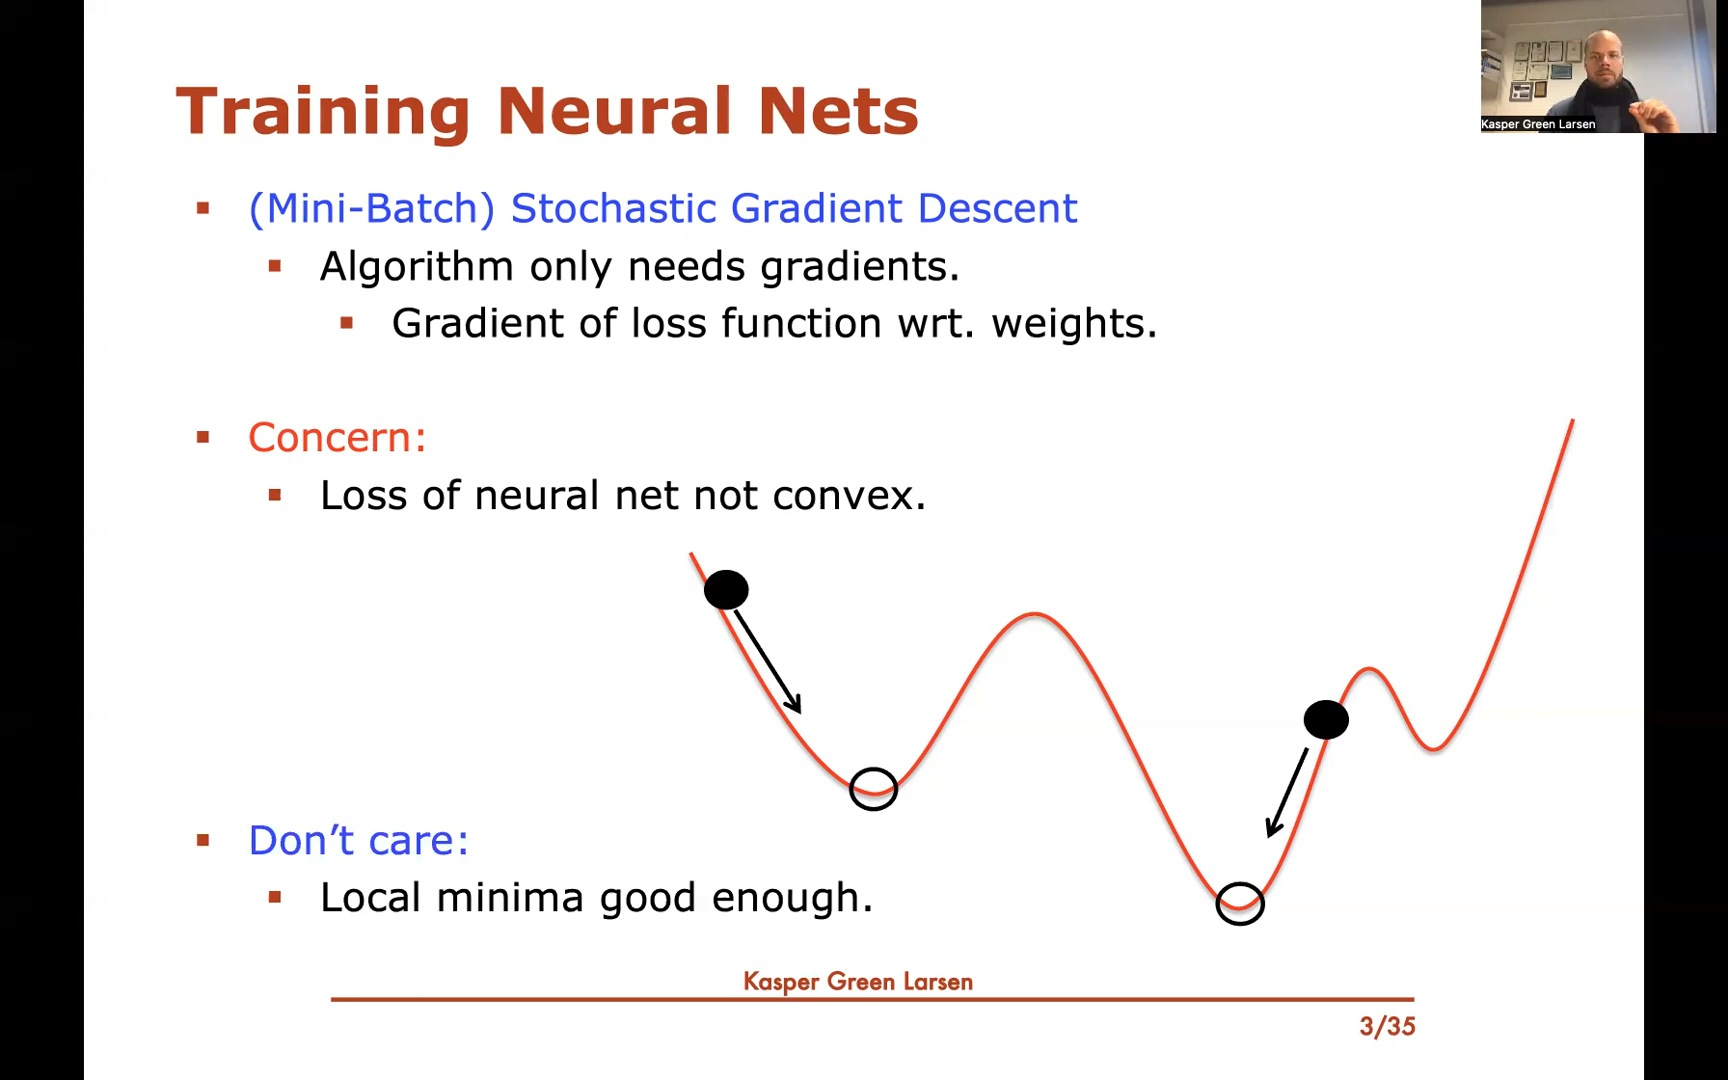 Training Neural Nets
(Mini-Batch) Stochastic Gradient Descent
Algorithm only needs gradients.
Gradient of loss function wrt. weights.
Concern:
Loss of neural net not convex.
Don’t care:
Local minima good enough.
Kasper Green Larsen
3/35
Kasper Green Larsen